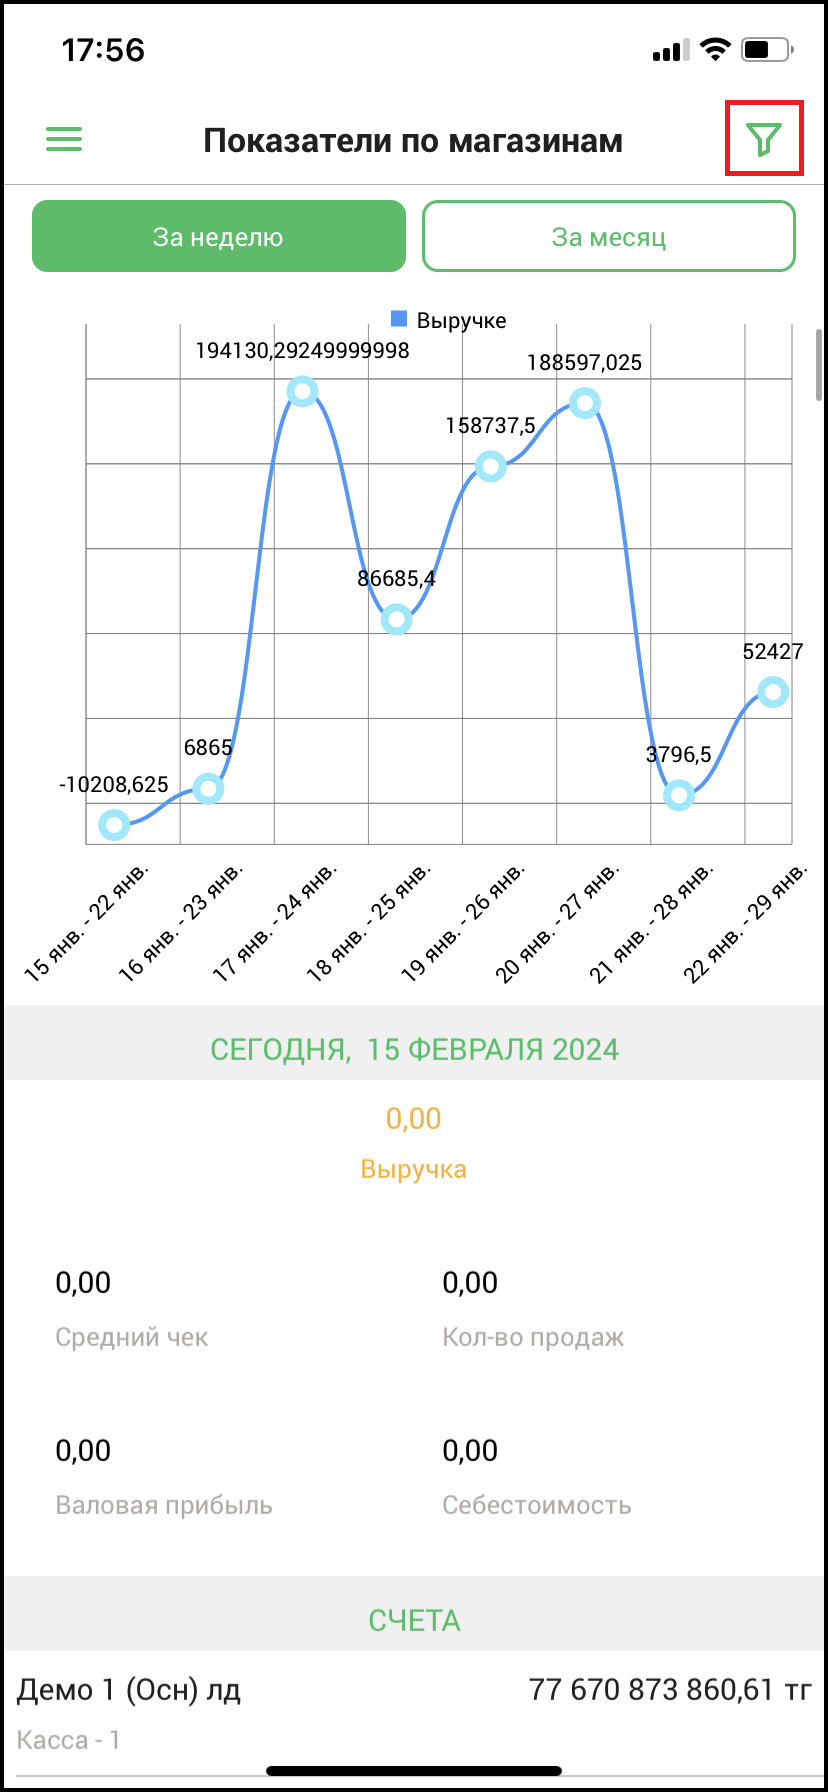 17:56
Показатели по магазинам
За неделю
За месяц
Выручке
194130,29249999998
188597,025
158737,5
86685,4
52427
6865
3796,5
-10208,625
15 янв. - 22 янв.
16 янв. - 23 янв.
17 янв. - 24 янв.
18 янв. - 25 янв.
19 янв. - 26 янв.
20 янв. - 27 янв.
21 янв. - 28 янв.
22 янв. - 29 янв.
СЕГОДНЯ, 15 ФЕВРАЛЯ 2024
0,00
Выручка
0,00
0,00
Средний чек
Кол-во продаж
0,00
0,00
Валовая прибыль
Себестоимость
СЧЕТА
Демо 1 (Осн) лд
77 670 873 860,61 тг
Касса - 1